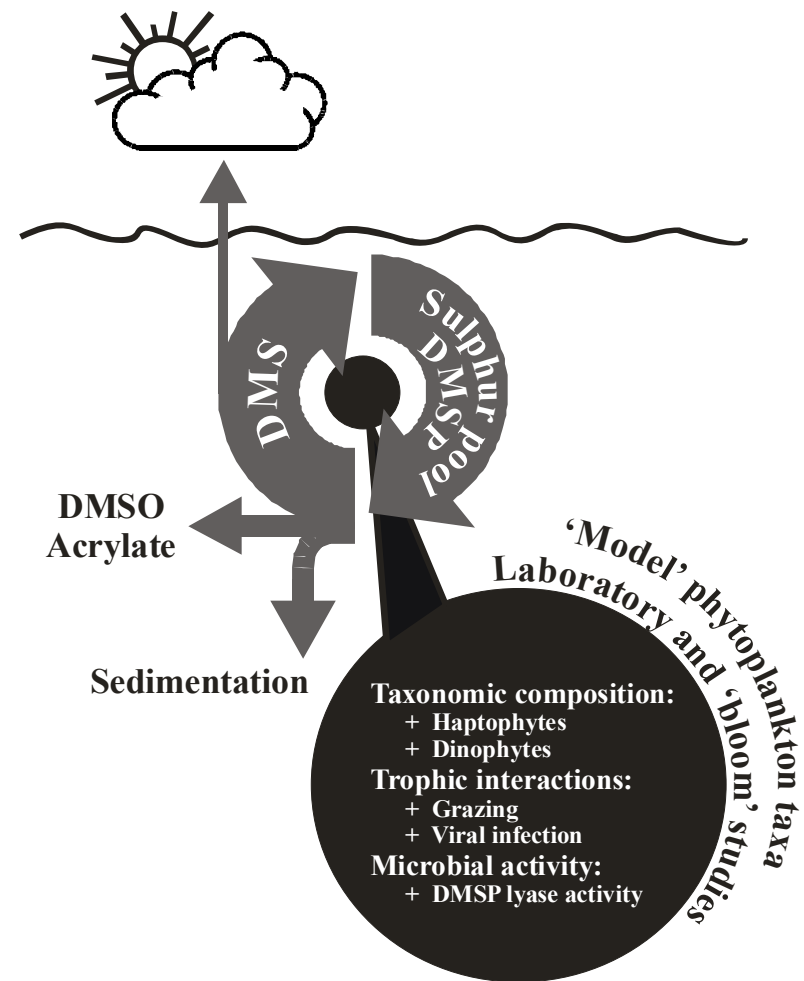 DMS
Sulphur pool
DMSP
DMSO
Acrylate
Sedimentation
‘Model’ phytoplankton taxa
Laboratory and ‘bloom’ studies
Taxonomic composition:
+ Haptophytes
+ Dinophytes
Trophic interactions:
+ Grazing
+ Viral infection
Microbial activity:
+ DMSP lyase activity